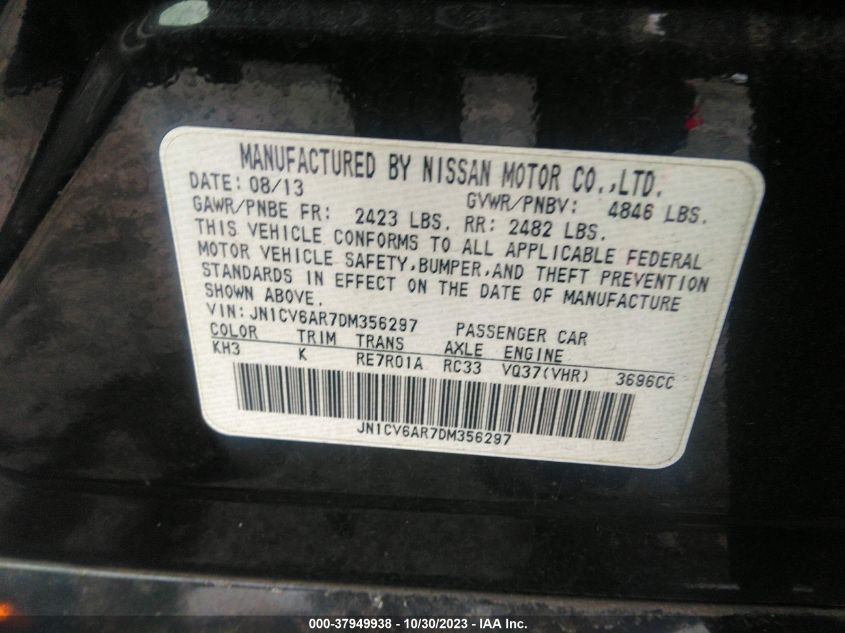 MANUFACTURED BY NISSAN MOTOR CO.,LTD.
DATE: 08/13 GVWR/PNBV: 4846 LBS.
GAWR/PNBE FR: 2423 LBS. RR: 2482 LBS.
THIS VEHICLE CONFORMS TO ALL APPLICABLE FEDERAL
MOTOR VEHICLE SAFETY,BUMPER,AND THEFT PREVENTION
STANDARDS IN EFFECT ON THE DATE OF MANUFACTURE
SHOWN ABOVE.
VIN: JN1CV6AR7DM356297 PASSENGER CAR
COLOR TRIM TRANS AXLE ENGINE
KH3 K RE7R01A RC33 VQ37(VHR) 3696CC
JN1CV6AR7DM356297
000-37949938 - 10/30/2023 - IAA Inc.